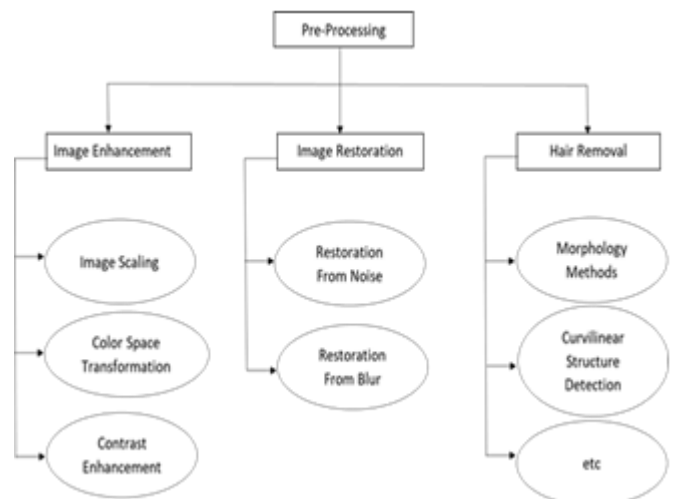 Pre-Processing
Image Enhancement
Image Restoration
Hair Removal
Image Scaling
Color Space
Transformation
Contrast
Enhancement
Restoration
From Noise
Restoration
From Blur
Morphology
Methods
Curvilinear
Structure
Detection
etc